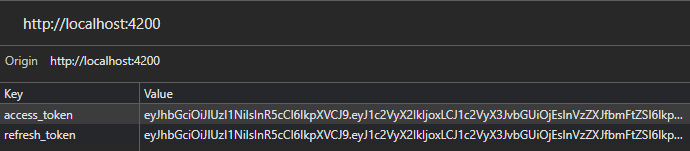 http://localhost:4200
Origin http://localhost:4200
Key Value
access_token eyJhbGciOiJIUzI1NiIsInR5cCI6IkpXVCJ9.eyJ1c2VyX2lkIjoxLCJ1c2VyX3JvbGUiOjEsInVzZXJfbmFtZSI6Ikp...
refresh_token eyJhbGciOiJIUzI1NiIsInR5cCI6IkpXVCJ9.eyJ1c2VyX2lkIjoxLCJ1c2VyX3JvbGUiOjEsInVzZXJfbmFtZSI6Ikp...